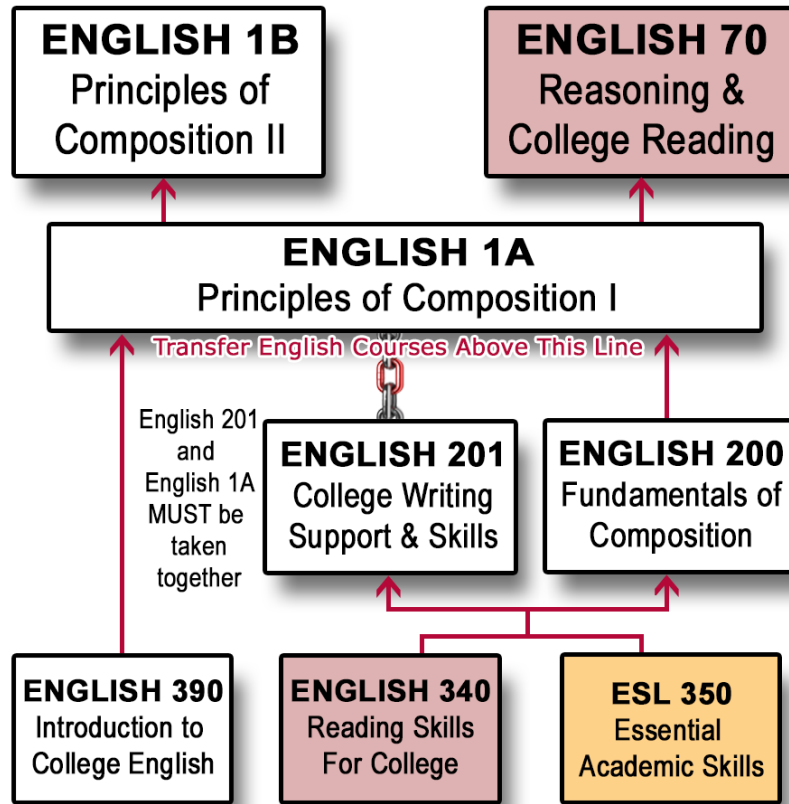 ENGLISH 1B
Principles of
Composition II
ENGLISH 70
Reasoning &
College Reading
ENGLISH 1A
Principles of Composition I
Transfer English Courses Above This Line
English 201
and
English 1A
MUST be
taken
together
ENGLISH 201
College Writing
Support & Skills
ENGLISH 200
Fundamentals of
Composition
ENGLISH 390
Introduction to
College English
ENGLISH 340
Reading Skills
For College
ESL 350
Essential
Academic Skills